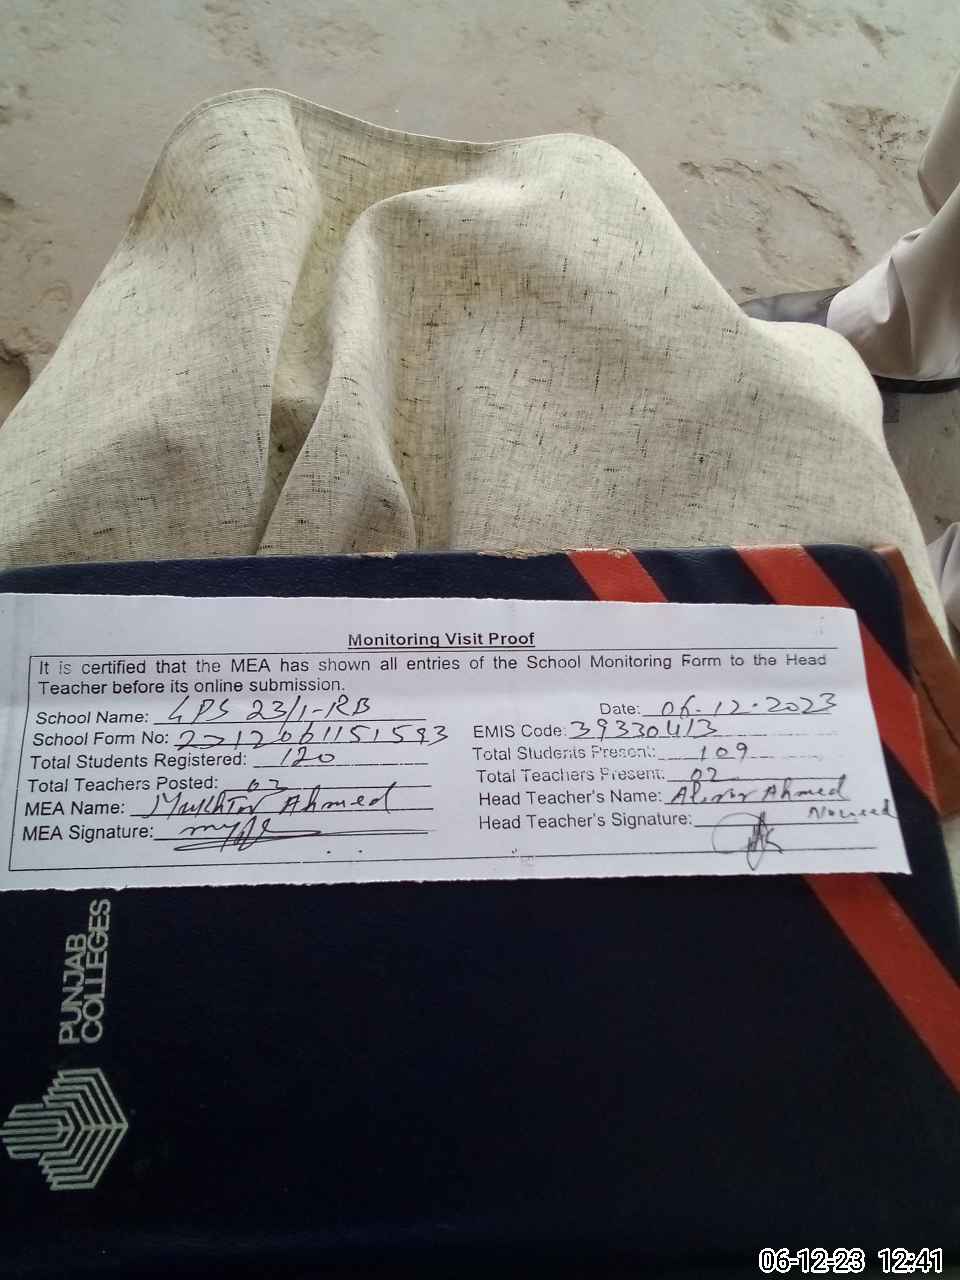 Monitoring Visit Proof
It is certified that the MEA has shown all entries of the School Monitoring Form to the Head
Teacher before its online submission.
School Name: GPS 23/1-RB Date: 06.12.2023
School Form No: 2312061151593 EMIS Code: 39330413
Total Students Registered: 120 Total Students Present: 109
Total Teachers Posted: 02 Total Teachers Present: 02
MEA Name: Mukhtar Ahmed Head Teacher's Name: Ahmed
MEA Signature: Head Teacher's Signature:
PUNJAB
COLLEGES
06-12-23 12:41